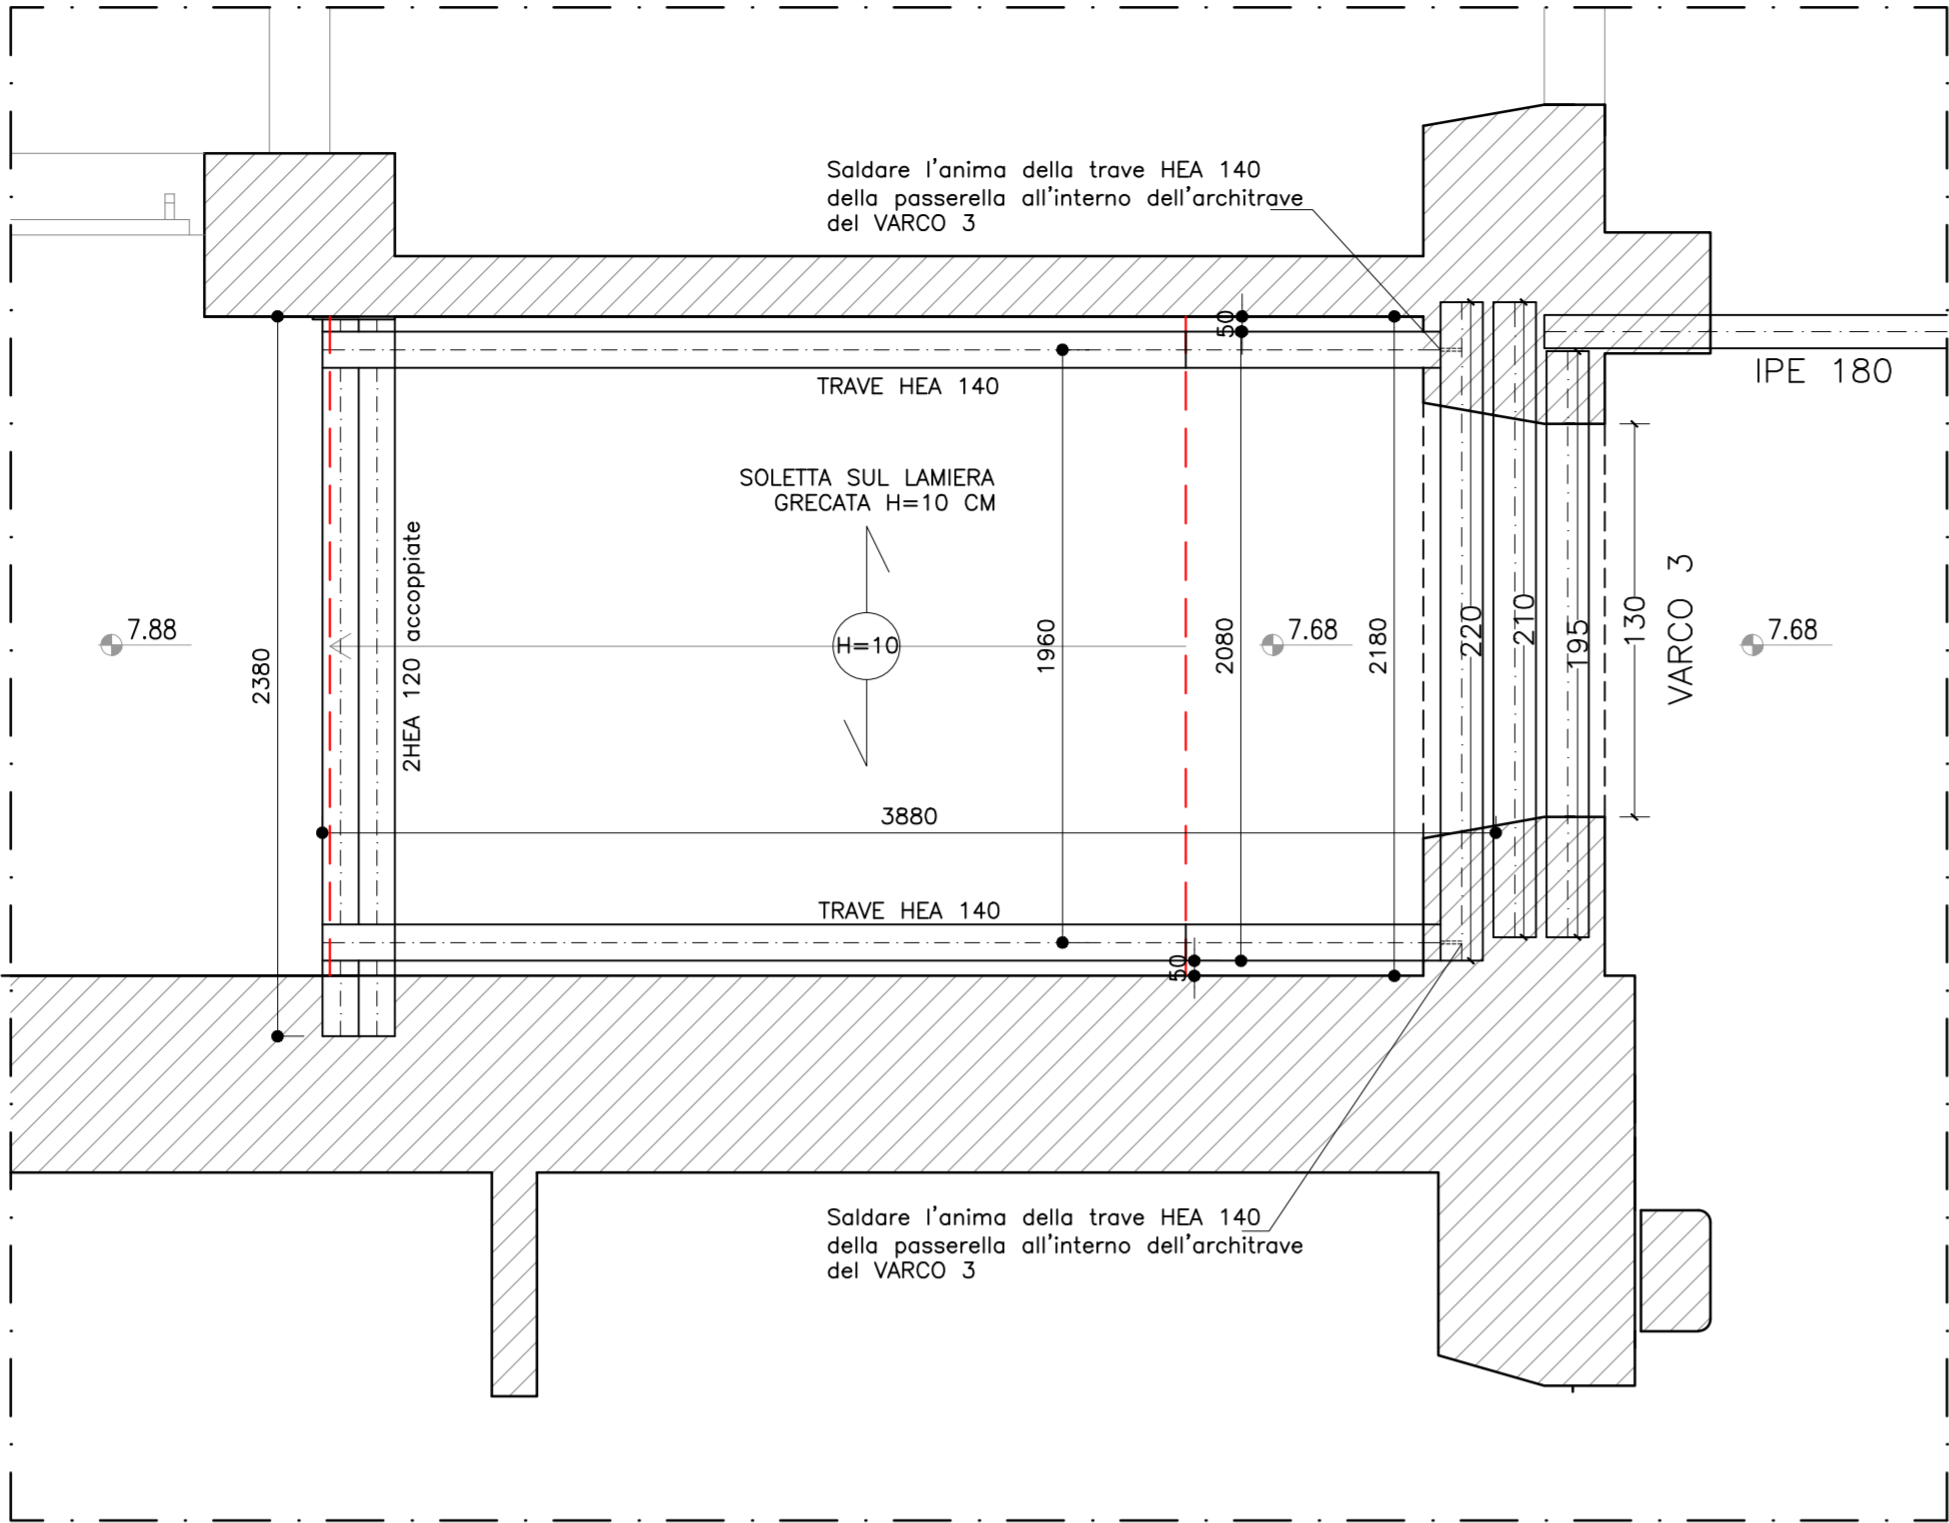 Saldare l'anima della trave HEA 140
della passerella all'interno dell'architrave
del VARCO 3
50
IPE 180
TRAVE HEA 140
SOLETTA SUL LAMIERA
GRECATA H=10 CM
2HEA 120 accoppiate
7.88
2380
H=10
1960
2080
7.68
2180
220
210
195
130
VARCO 3
7.68
3880
TRAVE HEA 140
50
Saldare l'anima della trave HEA 140
della passerella all'interno dell'architrave
del VARCO 3